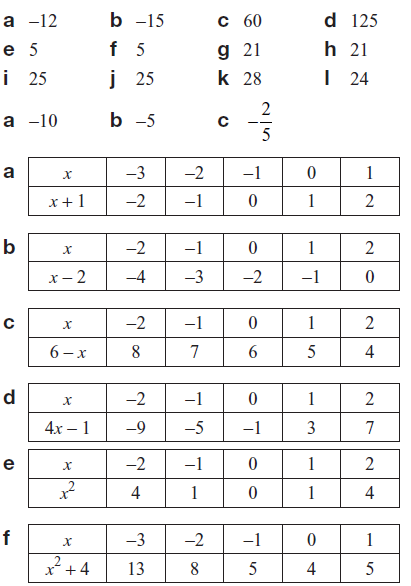 a −12 b −15 c 60 d 125
e 5 f 5 g 21 h 21
i 25 j 25 k 28 l 24
a −10 b −5 c −2/5
a x −3 −2 −1 0 1
x + 1 −2 −1 0 1 2
b x −2 −1 0 1 2
x − 2 −4 −3 −2 −1 0
c x −2 −1 0 1 2
6 − x 8 7 6 5 4
d x −2 −1 0 1 2
4x − 1 −9 −5 −1 3 7
e x −2 −1 0 1 2
x² 4 1 0 1 4
f x −3 −2 −1 0 1
x² + 4 13 8 5 4 5